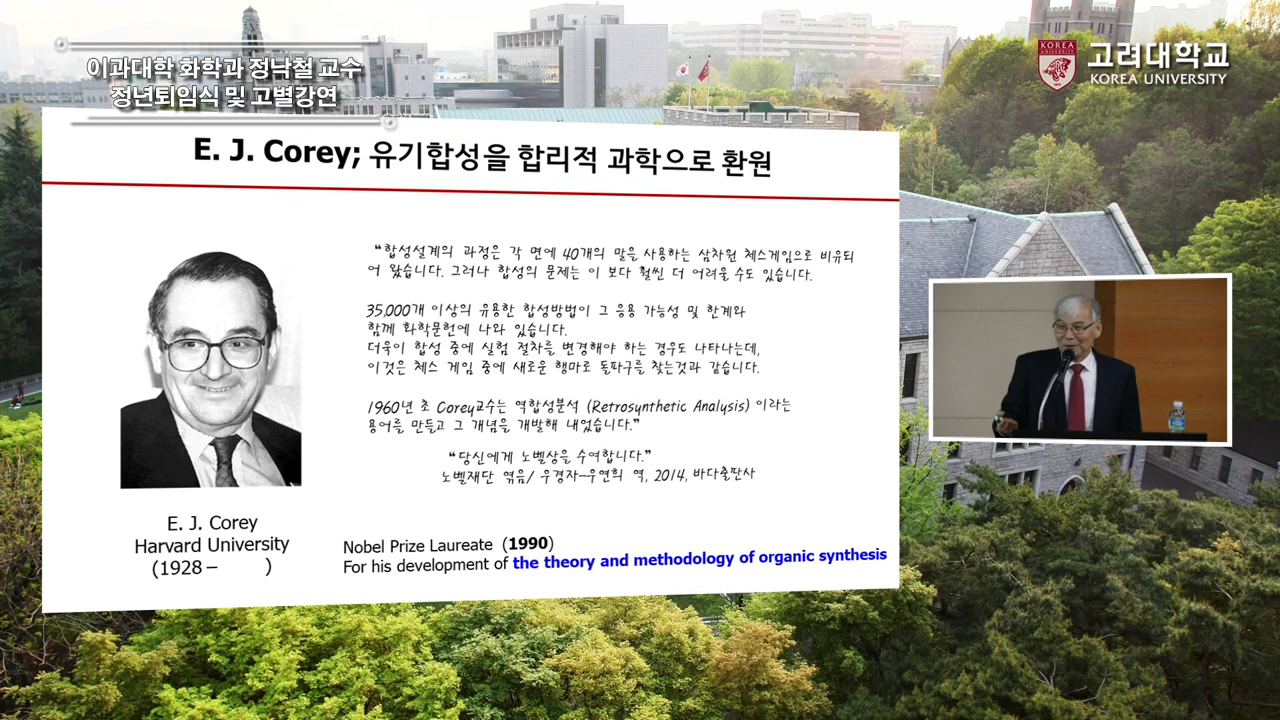 이과대학 화학과 정낙철 교수
정년퇴임식 및 고별강연
KOREA
UNIVERSITY
고려대학교
KOREA UNIVERSITY
E. J. Corey; 유기합성을 합리적 과학으로 환원
“합성설계의 과정은 각 면에 40개의 말을 사용하는 삼차원 체스게임으로 비유되
어 왔습니다. 그러나 합성의 문제는 이 보다 훨씬 더 어려울 수도 있습니다.
35,000개 이상의 유용한 합성방법이 그 응용 가능성 및 한계와
함께 화학문헌에 나와 있습니다.
더욱이 합성 중에 실험 절차를 변경해야 하는 경우도 나타나는데,
이것은 체스 게임 중에 새로운 행마로 돌파구를 찾는것과 같습니다.
1960년 초 Corey교수는 역합성분석 (Retrosynthetic Analysis) 이라는
용어를 만들고 그 개념을 개발해 내었습니다.”
“당신에게 노벨상을 수여합니다.”
노벨재단 엮음/ 우경자-우연희 역, 2014, 바다출판사
E. J. Corey
Harvard University
(1928 – )
Nobel Prize Laureate (1990)
For his development of the theory and methodology of organic synthesis